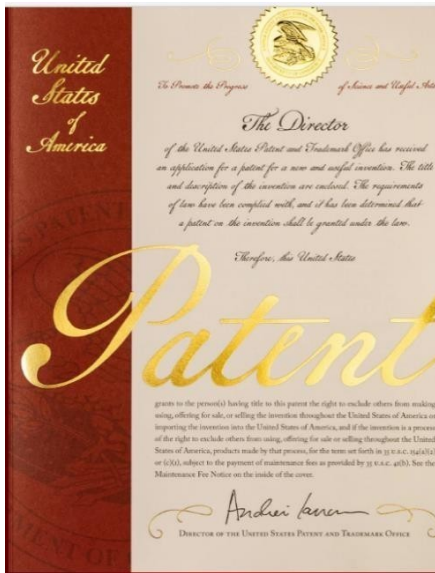 United
States
of
America
To Promote the Progress
of Science and Useful Arts
The Director
of the United States Patent and Trademark Office has received
an application for a patent for a new and useful invention. The title
and description of the invention are enclosed. The requirements
of law have been complied with, and it has been determined that
a patent on the invention shall be granted under the law.
Therefore, this United States
Patent
grants to the person(s) having title to this patent the right to exclude others from making,
using, offering for sale, or selling the invention throughout the United States of America or
importing the invention into the United States of America, and if the invention is a process,
of the right to exclude others from using, offering for sale or selling throughout the United
States of America, products made by that process, for the term set forth in 35 U.S.C. 154(a)(2)
or (c)(1), subject to the payment of maintenance fees as provided by 35 U.S.C. 41(b). See the
Maintenance Fee Notice on the inside of the cover.
Andrei Iancu
DIRECTOR OF THE UNITED STATES PATENT AND TRADEMARK OFFICE